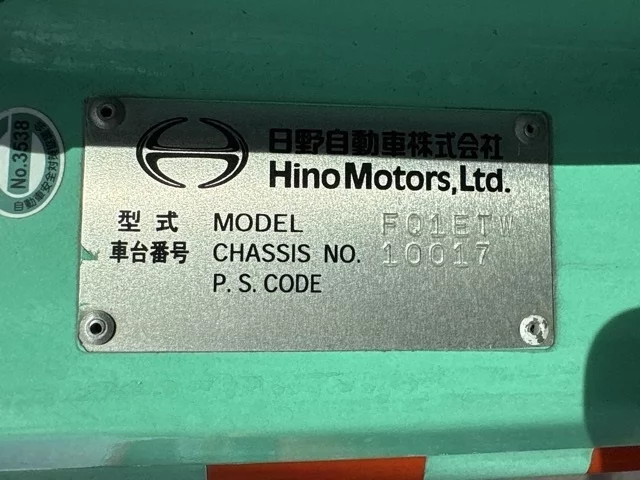 日野自動車株式会社
Hino Motors, Ltd.
型式 MODEL FQ1ETW
車台番号 CHASSIS NO. 10017
P. S. CODE
No.3538